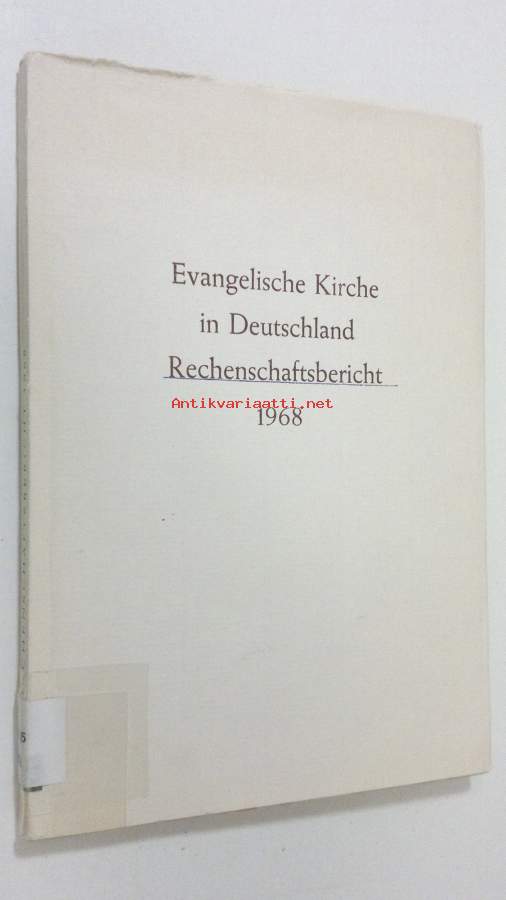 Evangelische Kirche
in Deutschland
Rechenschaftsbericht
Antikvariaatti.net
1968